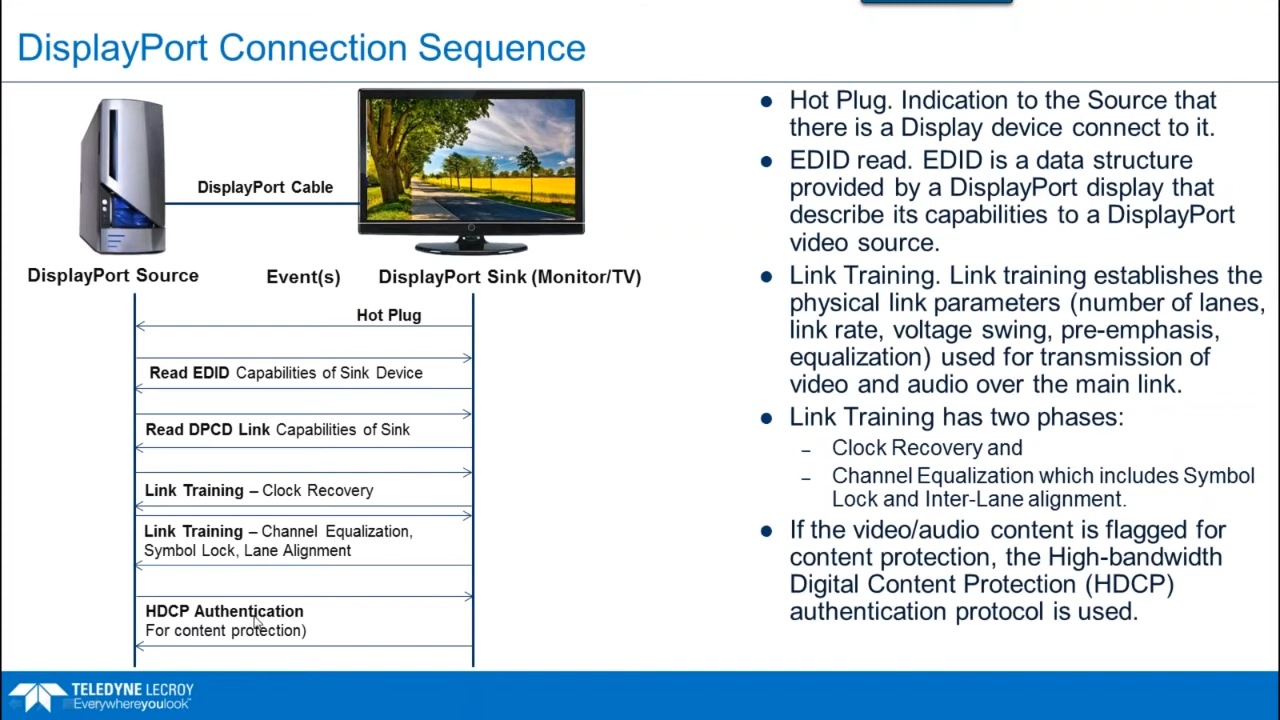 DisplayPort Connection Sequence
DisplayPort Cable
DisplayPort Source
Event(s)
DisplayPort Sink (Monitor/TV)
Hot Plug
Read EDID Capabilities of Sink Device
Read DPCD Link Capabilities of Sink
Link Training – Clock Recovery
Link Training – Channel Equalization,
Symbol Lock, Lane Alignment
HDCP Authentication
For content protection)
● Hot Plug. Indication to the Source that
there is a Display device connect to it.
● EDID read. EDID is a data structure
provided by a DisplayPort display that
describe its capabilities to a DisplayPort
video source.
● Link Training. Link training establishes the
physical link parameters (number of lanes,
link rate, voltage swing, pre-emphasis,
equalization) used for transmission of
video and audio over the main link.
● Link Training has two phases:
– Clock Recovery and
– Channel Equalization which includes Symbol
Lock and Inter-Lane alignment.
● If the video/audio content is flagged for
content protection, the High-bandwidth
Digital Content Protection (HDCP)
authentication protocol is used.
TELEDYNE LECROY
Everywhereyoulook™